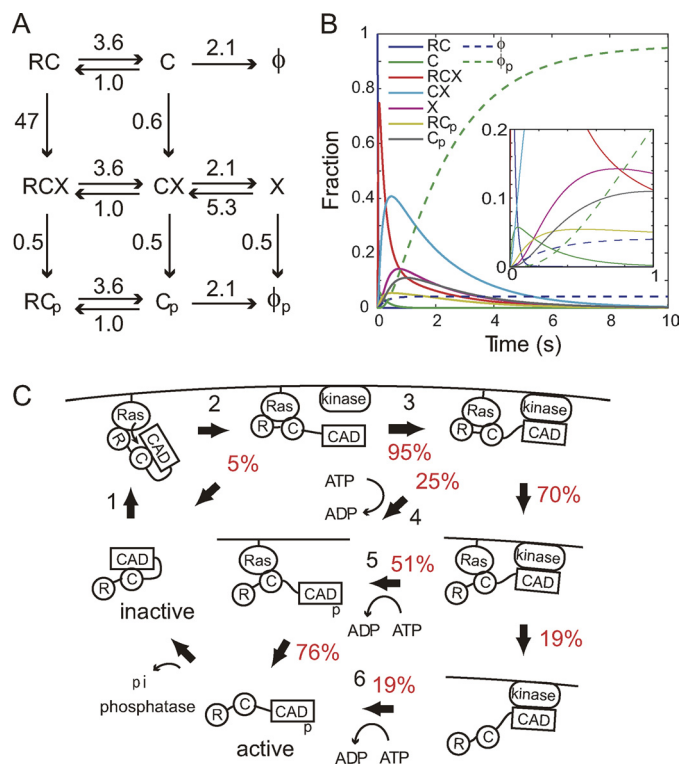 A
3.6
2.1
RC
C
ϕ
1.0
47
0.6
3.6
2.1
RCX
CX
X
1.0
5.3
0.5
0.5
0.5
3.6
2.1
RCp
Cp
ϕp
1.0
B
Fraction
1
0.8
0.6
0.4
0.2
0
RC
ϕ
C
ϕp
RCX
CX
X
RCp
Cp
0.2
0.1
0
0
1
0
2
4
6
8
10
Time (s)
C
Ras
R
C
CAD
2
Ras
R
C
kinase
CAD
3
Ras
R
C
kinase
CAD
5%
95%
25%
ATP
ADP
4
70%
1
CAD
R
C
inactive
Ras
R
C
CAD
p
5
51%
ADP
ATP
Ras
R
C
kinase
CAD
76%
19%
pi
phosphatase
R
C
CAD
p
active
6
19%
ADP
ATP
kinase
CAD
R
C